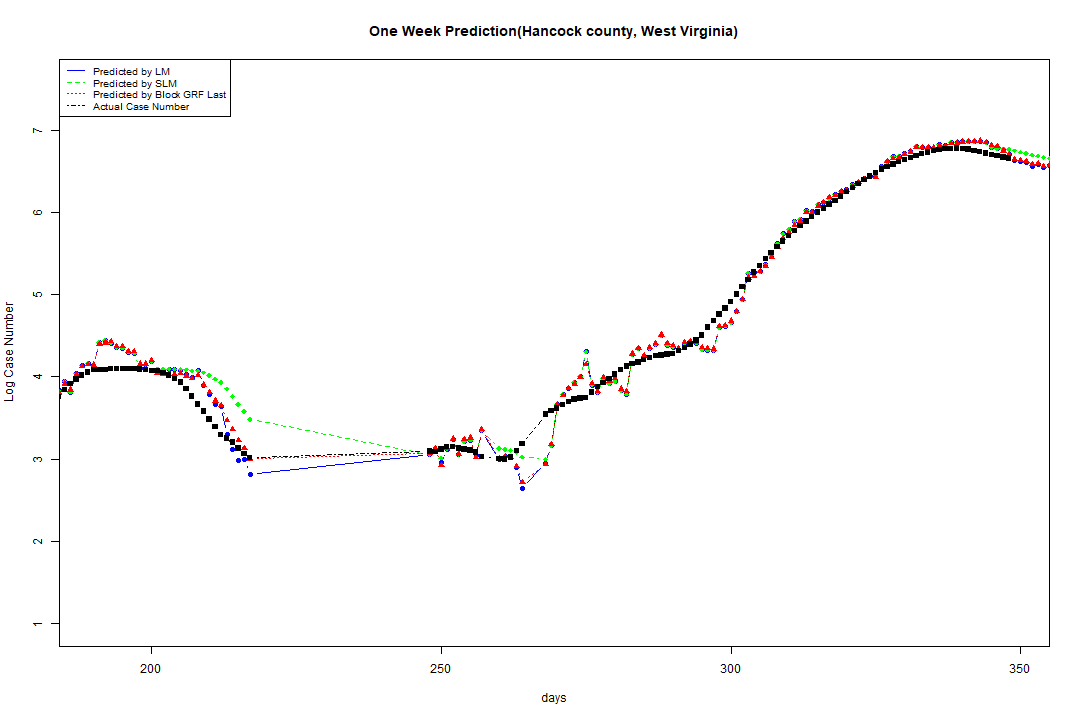 One Week Prediction(Hancock county, West Virginia)
Predicted by LM
Predicted by SLM
Predicted by Block GRF Last
Actual Case Number
7
6
5
4
3
2
1
Log Case Number
200
250
300
350
days